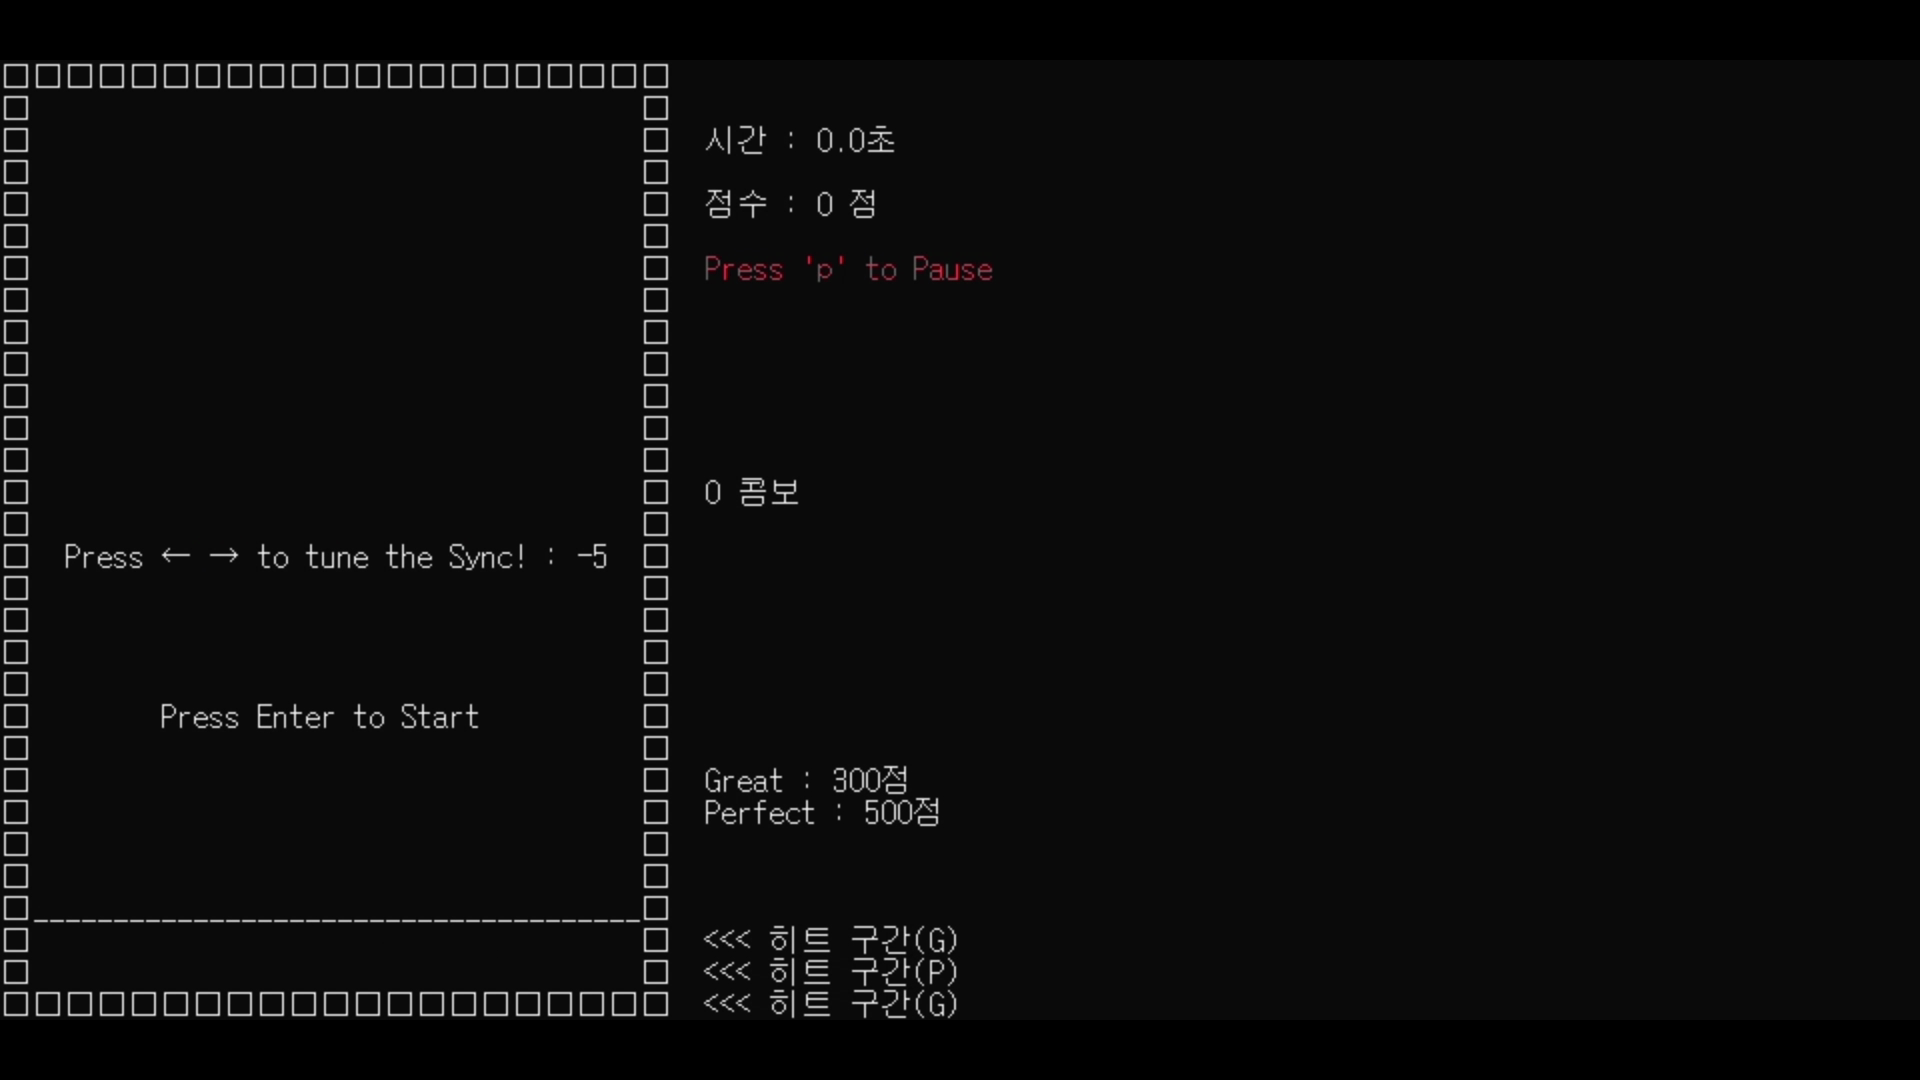 시간 : 0.0초
점수 : 0 점
Press 'p' to Pause
0 콤보
Press ← → to tune the Sync! : -5
Press Enter to Start
Great : 300점
Perfect : 500점
<<< 히트 구간(G)
<<< 히트 구간(P)
<<< 히트 구간(G)